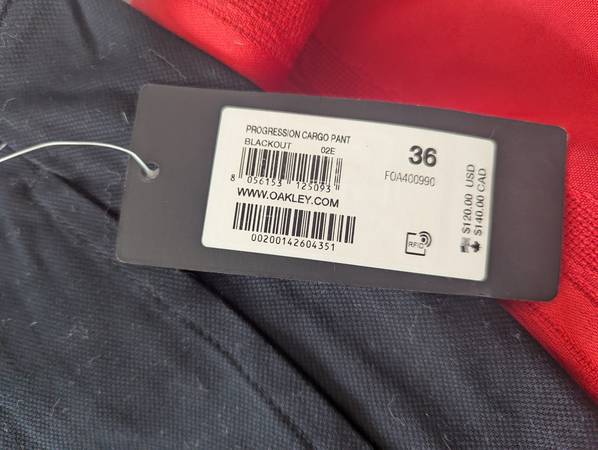 PROGRESSION CARGO PANT
BLACKOUT 02E
36
FOA400990
8 056153 125093
WWW.OAKLEY.COM
00200142604351
RFID
$120.00 USD
$140.00 CAD